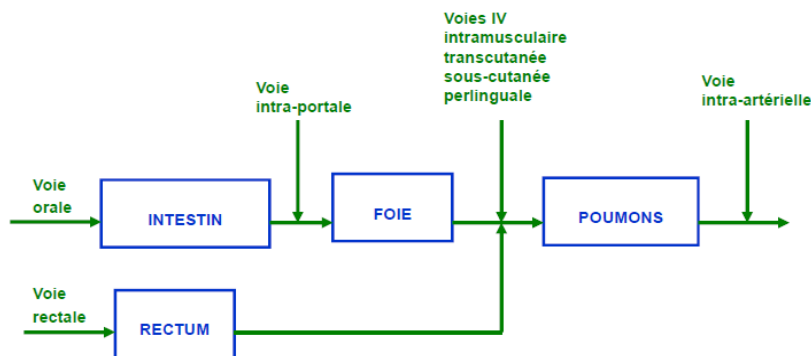 Voies IV
intramusculaire
transcutanée
sous-cutanée
perlinguale
Voie
intra-portale
Voie
intra-artérielle
Voie
orale
INTESTIN
FOIE
POUMONS
Voie
rectale
RECTUM